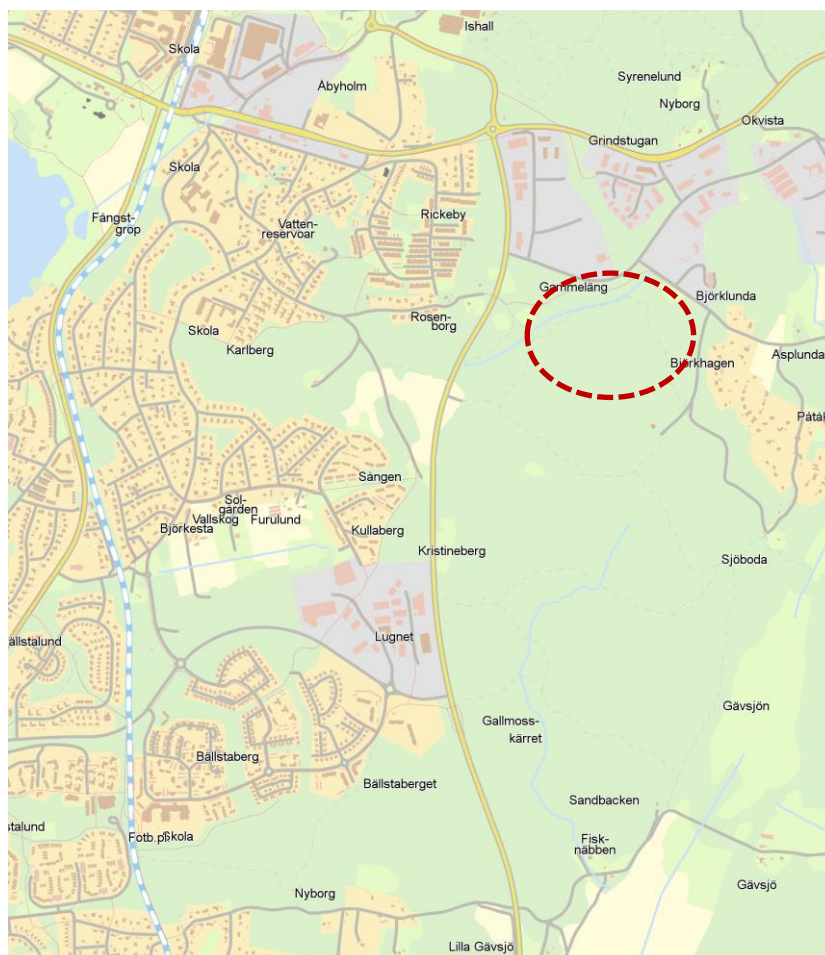 Ishall
Skola
Åbyholm
Syrenelund
Nyborg
Okvista
Grindstugan
Skola
Fångst-
grop
Vatten-
reservoar
Rickeby
Gammeläng
Björklunda
Rosen-
borg
Skola
Karlberg
Asplunda
Björkhagen
Sången
Sol-
gården
Vallskog
Furulund
Björkesta
Kullaberg
Kristineberg
Sjöboda
Lugnet
ällstalund
Gävsjön
Gallmoss-
kärret
Bällstaberg
Bällstaberget
Sandbacken
stalund
Fotb.pl
Skola
Fisk-
näbben
Gävsjö
Nyborg
Lilla Gävsjö